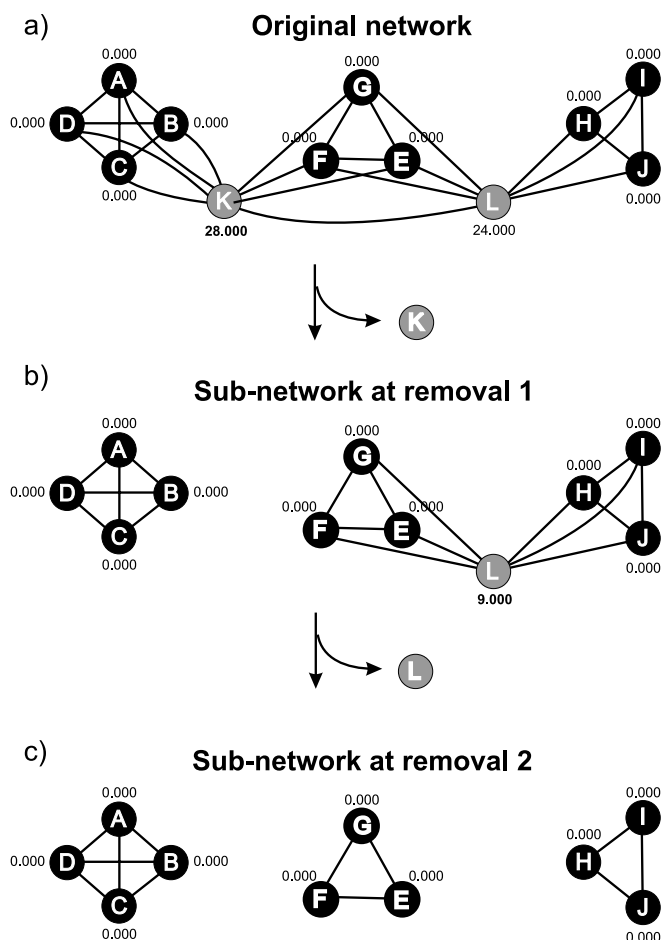 a) Original network
0.000 0.000 0.000
A G I
0.000 D B 0.000 0.000 H
0.000 F E 0.000
C J
0.000 K L 0.000
28.000 24.000
K
b) Sub-network at removal 1
0.000 0.000 0.000
A G I
0.000 D B 0.000 0.000 H
0.000 F E 0.000
C J
0.000 L 0.000
9.000
L
c) Sub-network at removal 2
0.000 0.000 0.000
A G I
0.000 D B 0.000 0.000 H
0.000 F E 0.000
C J
0.000 0.000